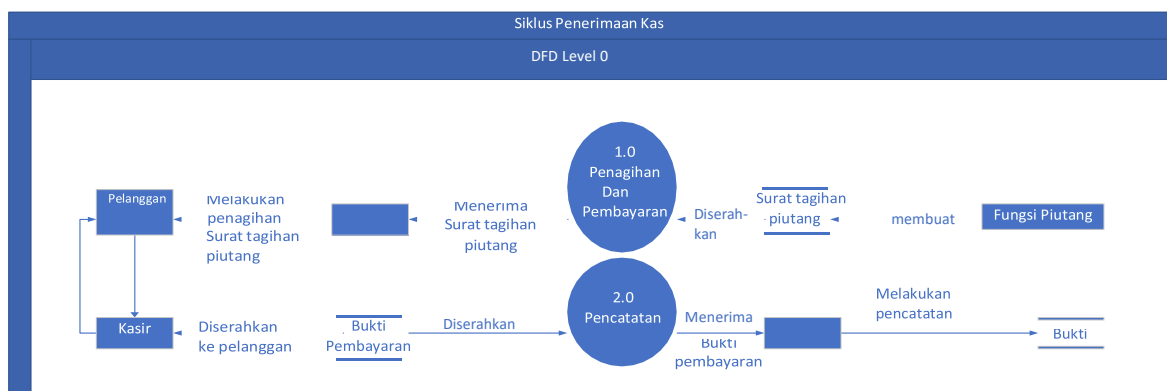 Siklus Penerimaan Kas
DFD Level 0
1.0
Penagihan
Dan
Pembayaran
Pelanggan
Melakukan
penagihan
Surat tagihan
piutang
Menerima
Surat tagihan
piutang
Diserah-
kan
Surat tagihan
piutang
membuat
Fungsi Piutang
2.0
Pencatatan
Kasir
Diserahkan
ke pelanggan
Bukti
Pembayaran
Diserahkan
Menerima
Bukti
pembayaran
Melakukan
pencatatan
Bukti